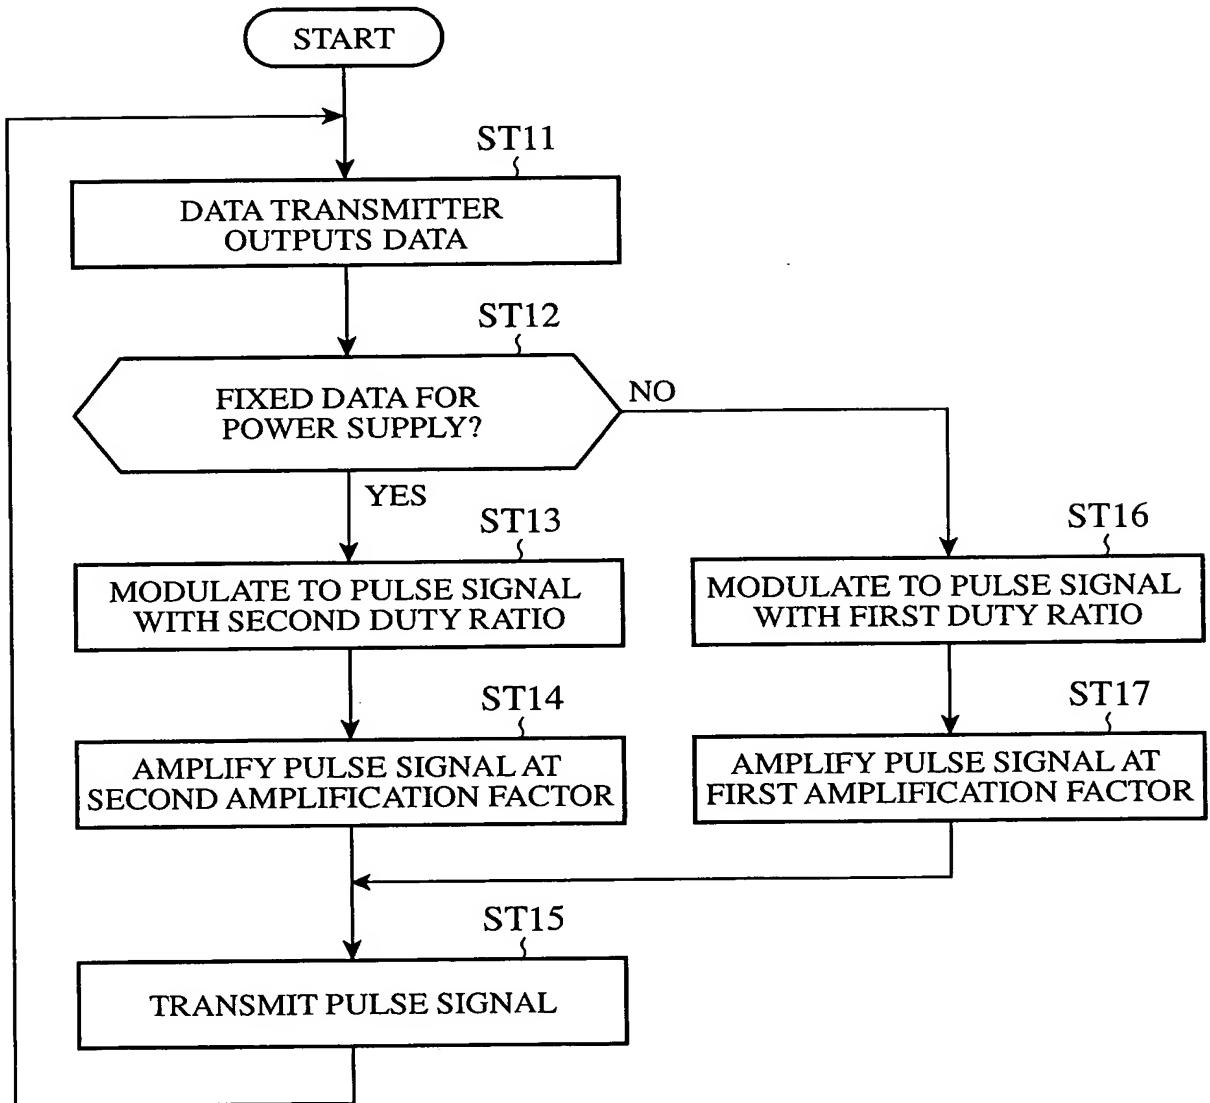 START
ST11
DATA TRANSMITTER
OUTPUTS DATA
ST12
FIXED DATA FOR
POWER SUPPLY?
NO
YES
ST13
MODULATE TO PULSE SIGNAL
WITH SECOND DUTY RATIO
ST16
MODULATE TO PULSE SIGNAL
WITH FIRST DUTY RATIO
ST14
AMPLIFY PULSE SIGNAL AT
SECOND AMPLIFICATION FACTOR
ST17
AMPLIFY PULSE SIGNAL AT
FIRST AMPLIFICATION FACTOR
ST15
TRANSMIT PULSE SIGNAL